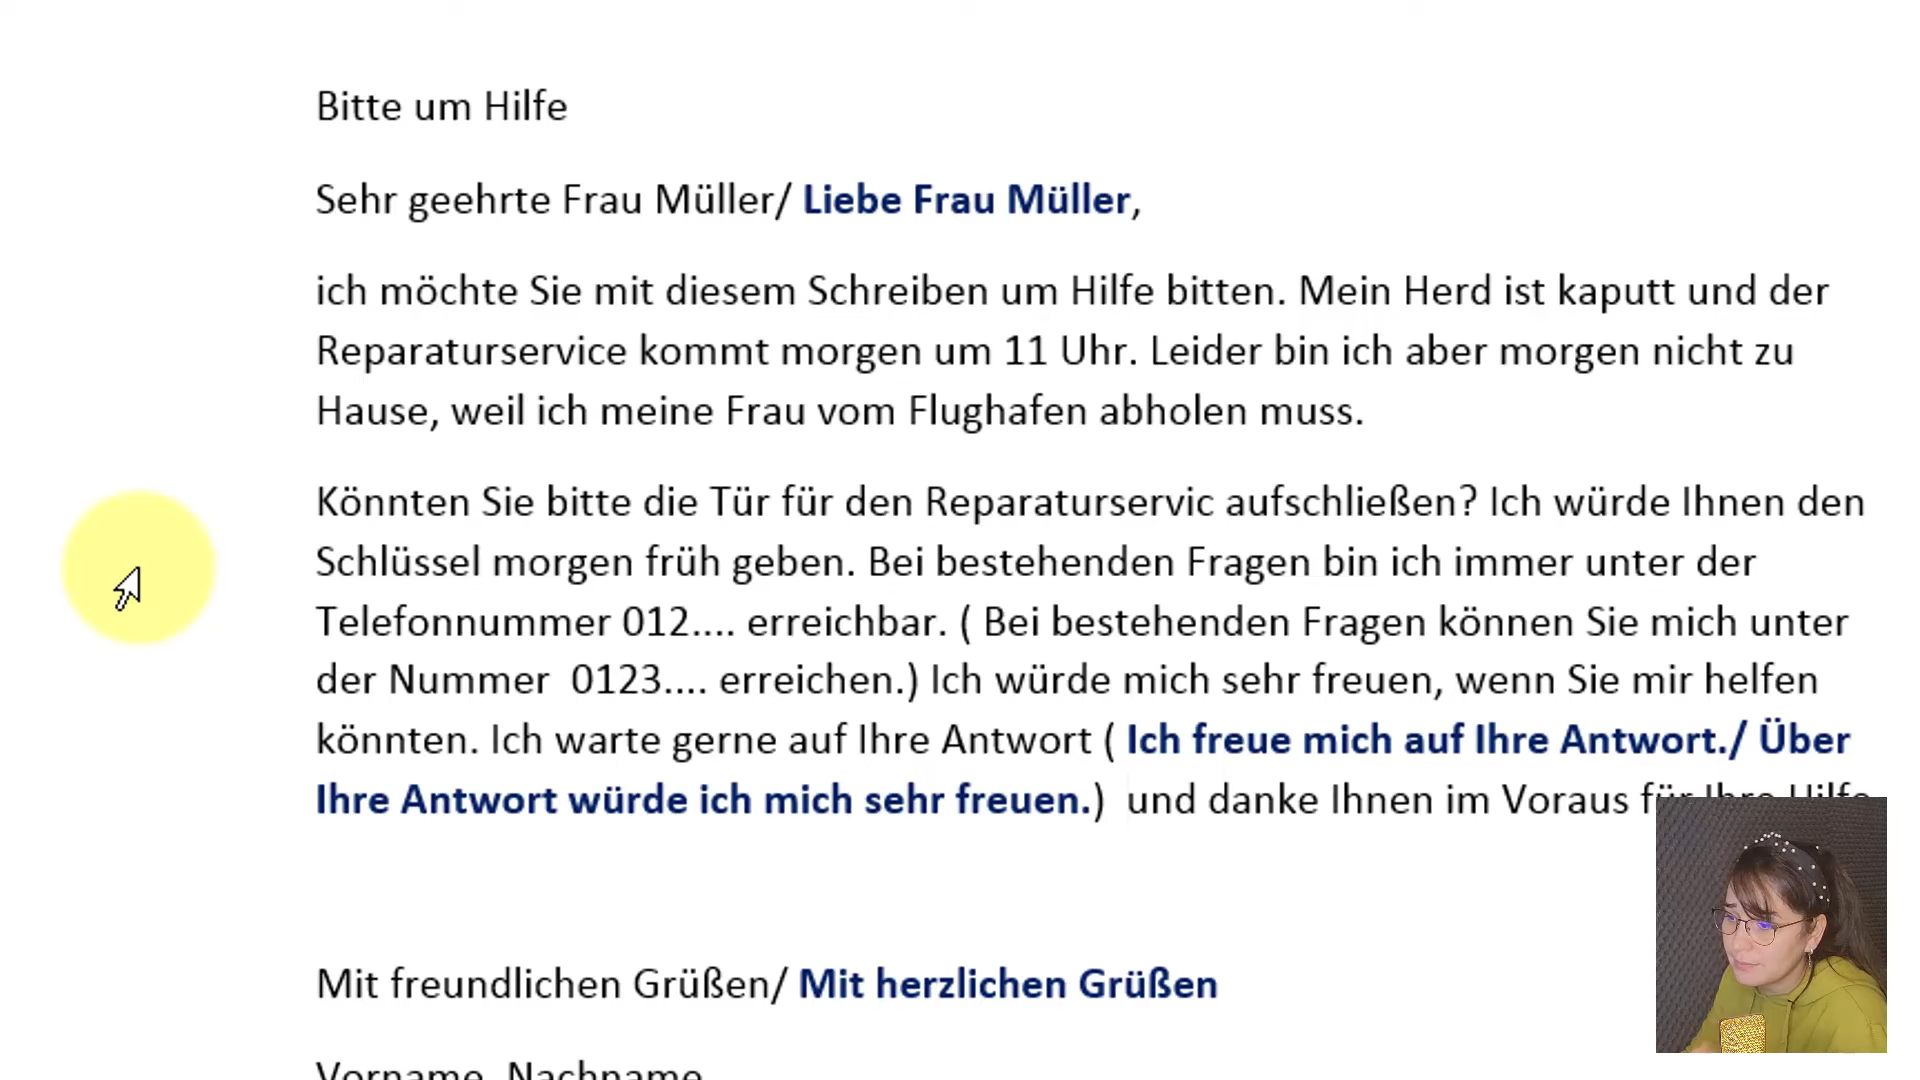 Bitte um Hilfe
Sehr geehrte Frau Müller/ Liebe Frau Müller,
ich möchte Sie mit diesem Schreiben um Hilfe bitten. Mein Herd ist kaputt und der
Reparaturservice kommt morgen um 11 Uhr. Leider bin ich aber morgen nicht zu
Hause, weil ich meine Frau vom Flughafen abholen muss.
Könnten Sie bitte die Tür für den Reparaturservic aufschließen? Ich würde Ihnen den
Schlüssel morgen früh geben. Bei bestehenden Fragen bin ich immer unter der
Telefonnummer 012.... erreichbar. ( Bei bestehenden Fragen können Sie mich unter
der Nummer  0123.... erreichen.) Ich würde mich sehr freuen, wenn Sie mir helfen
könnten. Ich warte gerne auf Ihre Antwort ( Ich freue mich auf Ihre Antwort./ Über
Ihre Antwort würde ich mich sehr freuen.)  und danke Ihnen im Voraus für Ihre Hilfe
Mit freundlichen Grüßen/ Mit herzlichen Grüßen
Vorname, Nachname